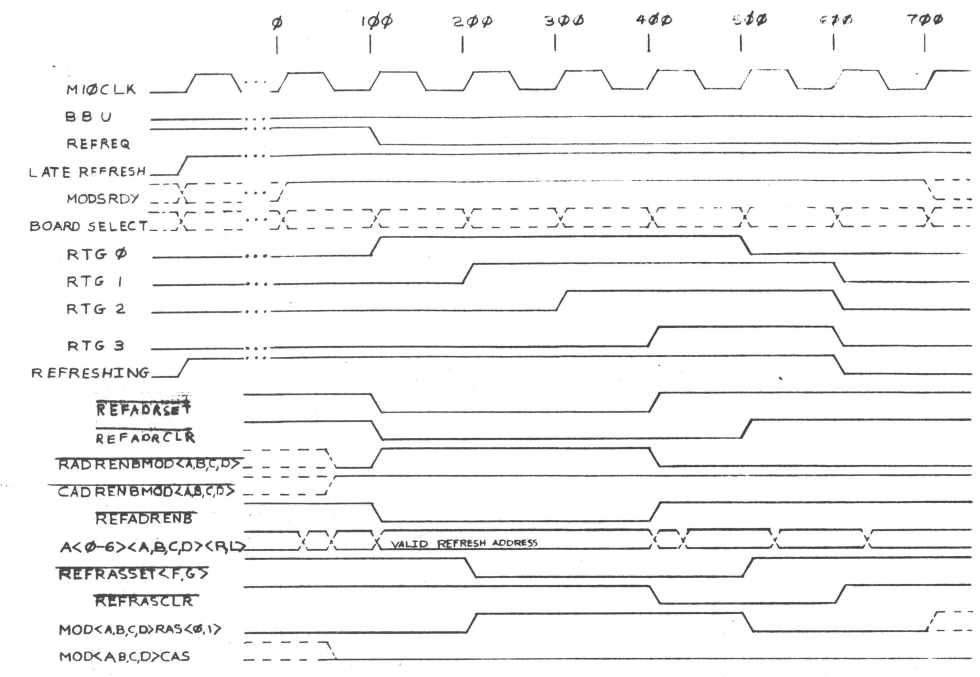 Ø 1ØØ 2ØØ 3ØØ 4ØØ 5ØØ 6ØØ 7ØØ
M1ØCLK
BBU
REFREQ
LATE REFRESH
MODSRDY
BOARD SELECT
RTG Ø
RTG 1
RTG 2
RTG 3
REFRESHING
REFADRSET
REFADRCLR
RADRENBMOD<A,B,C,D>
CADRENBMOD<A,B,C,D>
REFADRENB
A<Ø-6><A,B,C,D><R,L> VALID REFRESH ADDRESS
REFRASSET<F,G>
REFRASCLR
MOD<A,B,C,D>RAS<Ø,1>
MOD<A,B,C,D>CAS